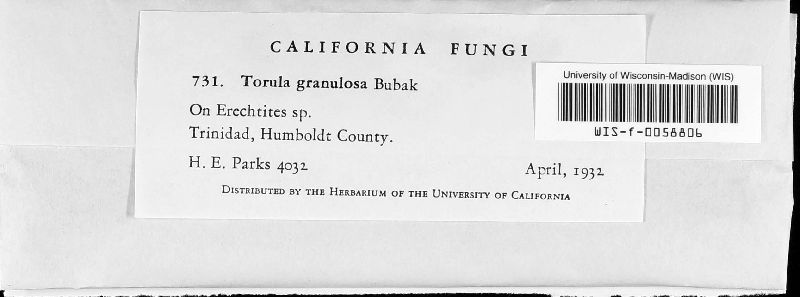 CALIFORNIA FUNGI
731. Torula granulosa Bubak
On Erechtites sp.
Trinidad, Humboldt County.
H. E. Parks 4032
April, 1932
DISTRIBUTED BY THE HERBARIUM OF THE UNIVERSITY OF CALIFORNIA
University of Wisconsin-Madison (WIS)
WIS-f-0058806